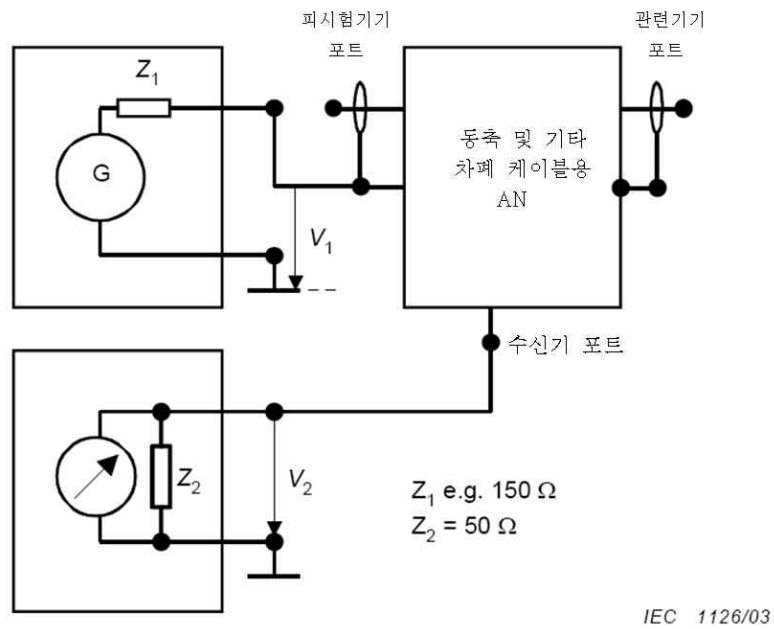 피시험기기
포트
관련기기
포트
Z1
G
동축 및 기타
차폐 케이블용
AN
V1
수신기 포트
Z2
V2
Z1 e.g. 150 Ω
Z2 = 50 Ω
IEC 1126/03